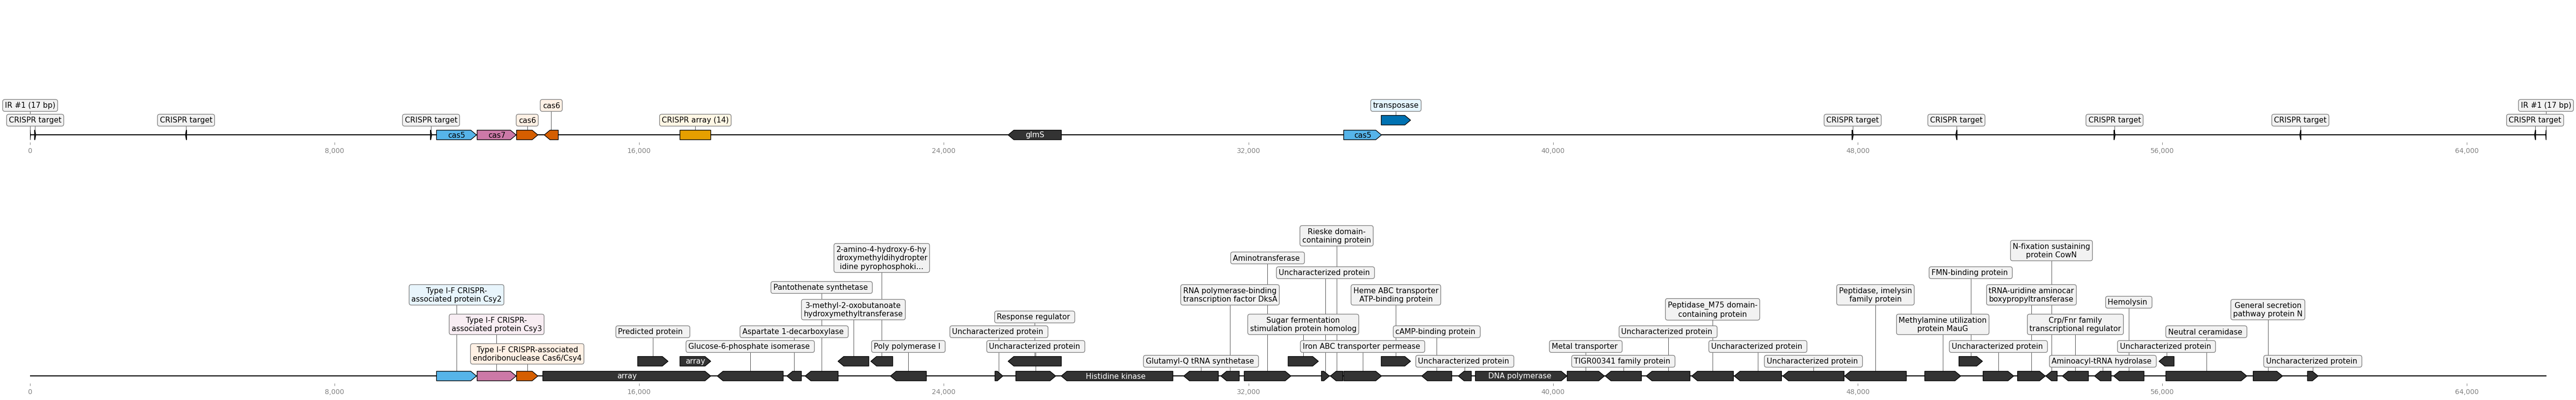 IR #1 (17 bp)
cas6
transposase
IR #1 (17 bp)
CRISPR target
CRISPR target
CRISPR target
cas6
CRISPR array (14)
CRISPR target
CRISPR target
CRISPR target
CRISPR target
CRISPR target
cas5
cas7
glmS
cas5
0
8,000
16,000
24,000
32,000
40,000
48,000
56,000
64,000
Rieske domain-
containing protein
2-amino-4-hydroxy-6-hy
droxymethyldihydropter
idine pyrophosphoki...
Aminotransferase
N-fixation sustaining
protein CowN
Uncharacterized protein
FMN-binding protein
Pantothenate synthetase
Type I-F CRISPR-
associated protein Csy2
RNA polymerase-binding
transcription factor DksA
Heme ABC transporter
ATP-binding protein
Peptidase, imelysin
family protein
tRNA-uridine aminocar
boxypropyltransferase
3-methyl-2-oxobutanoate
hydroxymethyltransferase
Peptidase_M75 domain-
containing protein
Hemolysin
General secretion
pathway protein N
Response regulator
Type I-F CRISPR-
associated protein Csy3
Sugar fermentation
stimulation protein homolog
Methylamine utilization
protein MauG
Crp/Fnr family
transcriptional regulator
Predicted protein
Aspartate 1-decarboxylase
Uncharacterized protein
cAMP-binding protein
Uncharacterized protein
Neutral ceramidase
Type I-F CRISPR-associated
endoribonuclease Cas6/Csy4
Glucose-6-phosphate isomerase
Poly polymerase I
Uncharacterized protein
Iron ABC transporter permease
Metal transporter
Uncharacterized protein
Uncharacterized protein
Uncharacterized protein
array
Glutamyl-Q tRNA synthetase
Uncharacterized protein
TIGR00341 family protein
Uncharacterized protein
Aminoacyl-tRNA hydrolase
Uncharacterized protein
array
Histidine kinase
DNA polymerase
0
8,000
16,000
24,000
32,000
40,000
48,000
56,000
64,000